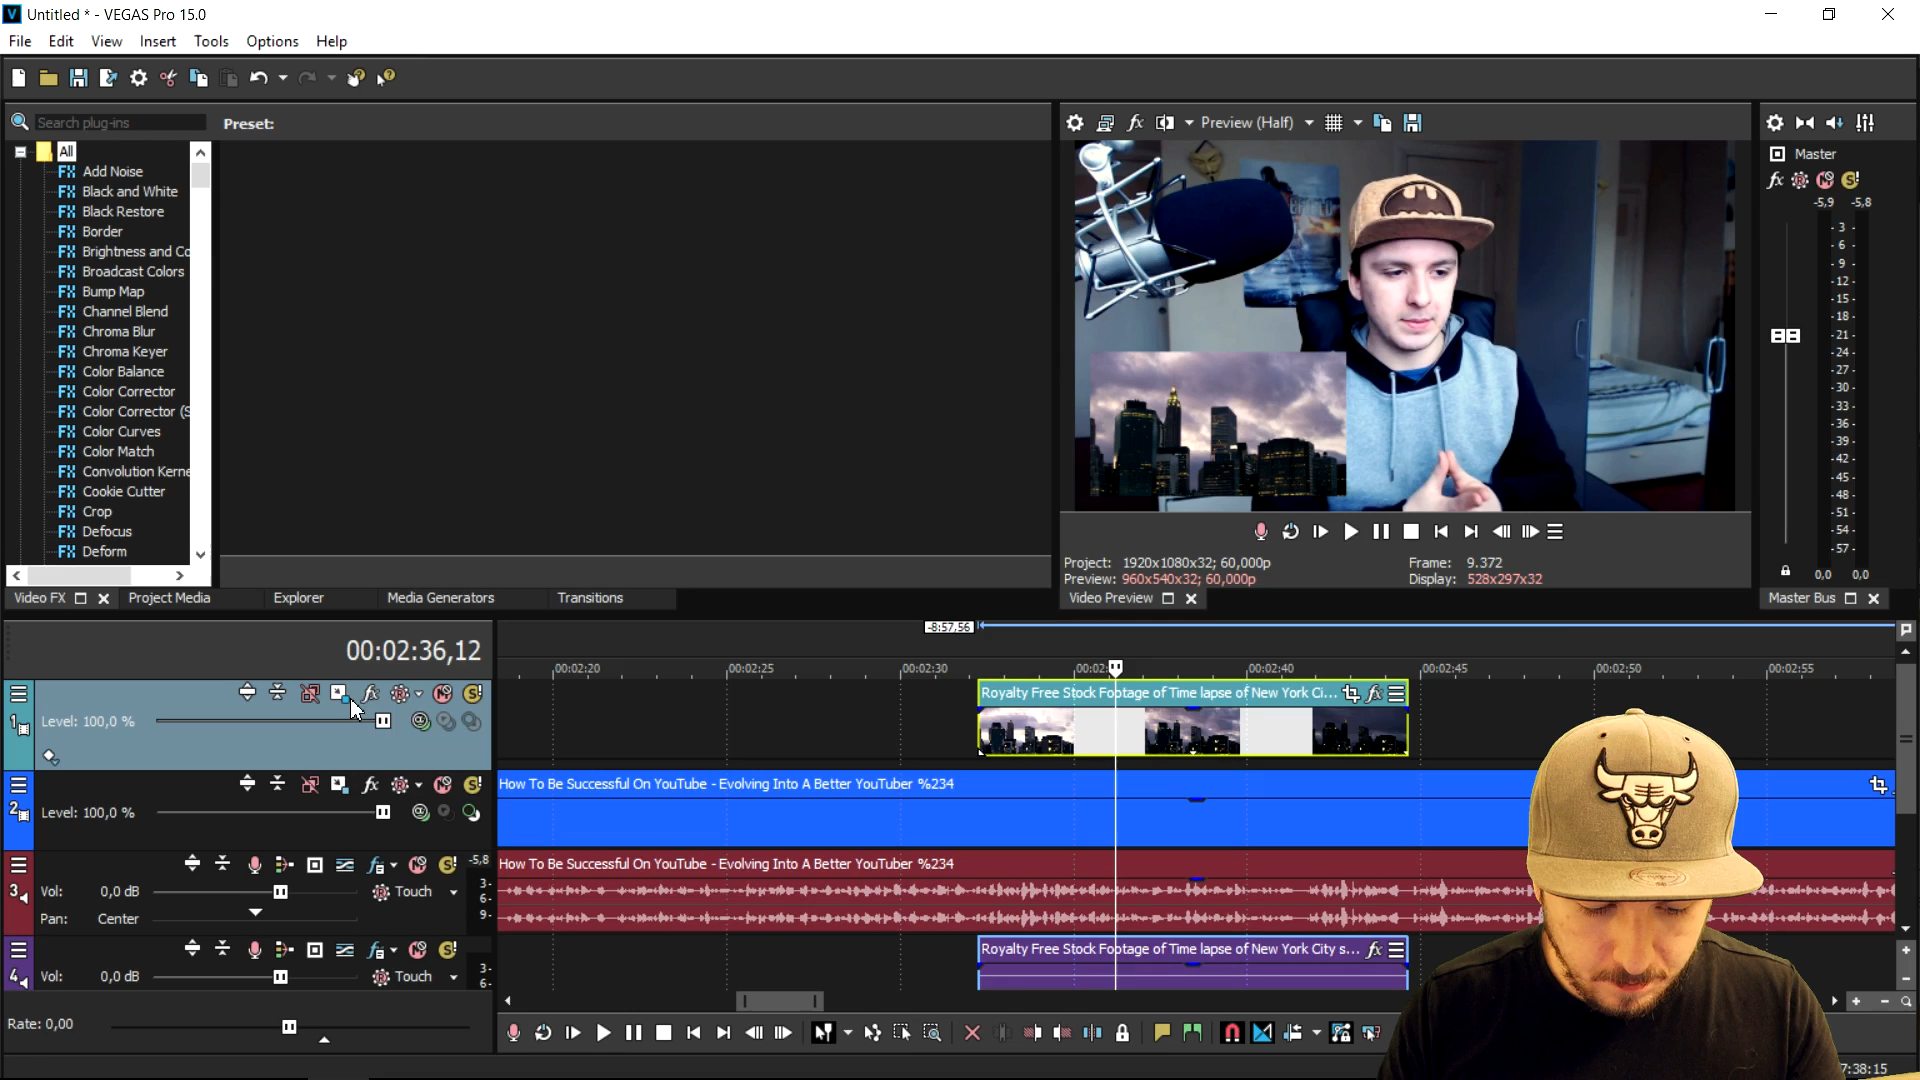 Untitled * - VEGAS Pro 15.0
File Edit View Insert Tools Options Help
Search plug-ins
Preset:
All
Add Noise
Black and White
Black Restore
Border
Brightness and Co
Broadcast Colors
Bump Map
Channel Blend
Chroma Blur
Chroma Keyer
Color Balance
Color Corrector
Color Corrector (S
Color Curves
Color Match
Convolution Kerne
Cookie Cutter
Crop
Defocus
Deform
Video FX Project Media Explorer Media Generators Transitions
Preview (Half)
Project: 1920x1080x32; 60,000p
Preview: 960x540x32; 60,000p
Frame: 9.372
Display: 528x297x32
Video Preview
Master
-5,9 -5,8
- 3 -
- 6 -
- 9 -
-12-
-15-
-18-
-21-
-24-
-27-
-30-
-33-
-36-
-39-
-42-
-45-
-48-
-51-
-54-
-57-
0,0 0,0
Master Bus
00:02:36,12
-8:57,56
00:02:20 00:02:25 00:02:30 00:02: 00:02:40 00:02:45 00:02:50 00:02:55
1
Level: 100,0 %
Royalty Free Stock Footage of Time lapse of New York Ci...
2
Level: 100,0 %
How To Be Successful On YouTube - Evolving Into A Better YouTuber %234
3
Vol: 0,0 dB Touch
Pan: Center
-5,8
3-
6-
9-
How To Be Successful On YouTube - Evolving Into A Better YouTuber %234
4
Vol: 0,0 dB Touch
3-
6-
Royalty Free Stock Footage of Time lapse of New York City s...
Rate: 0,00
7:38:15